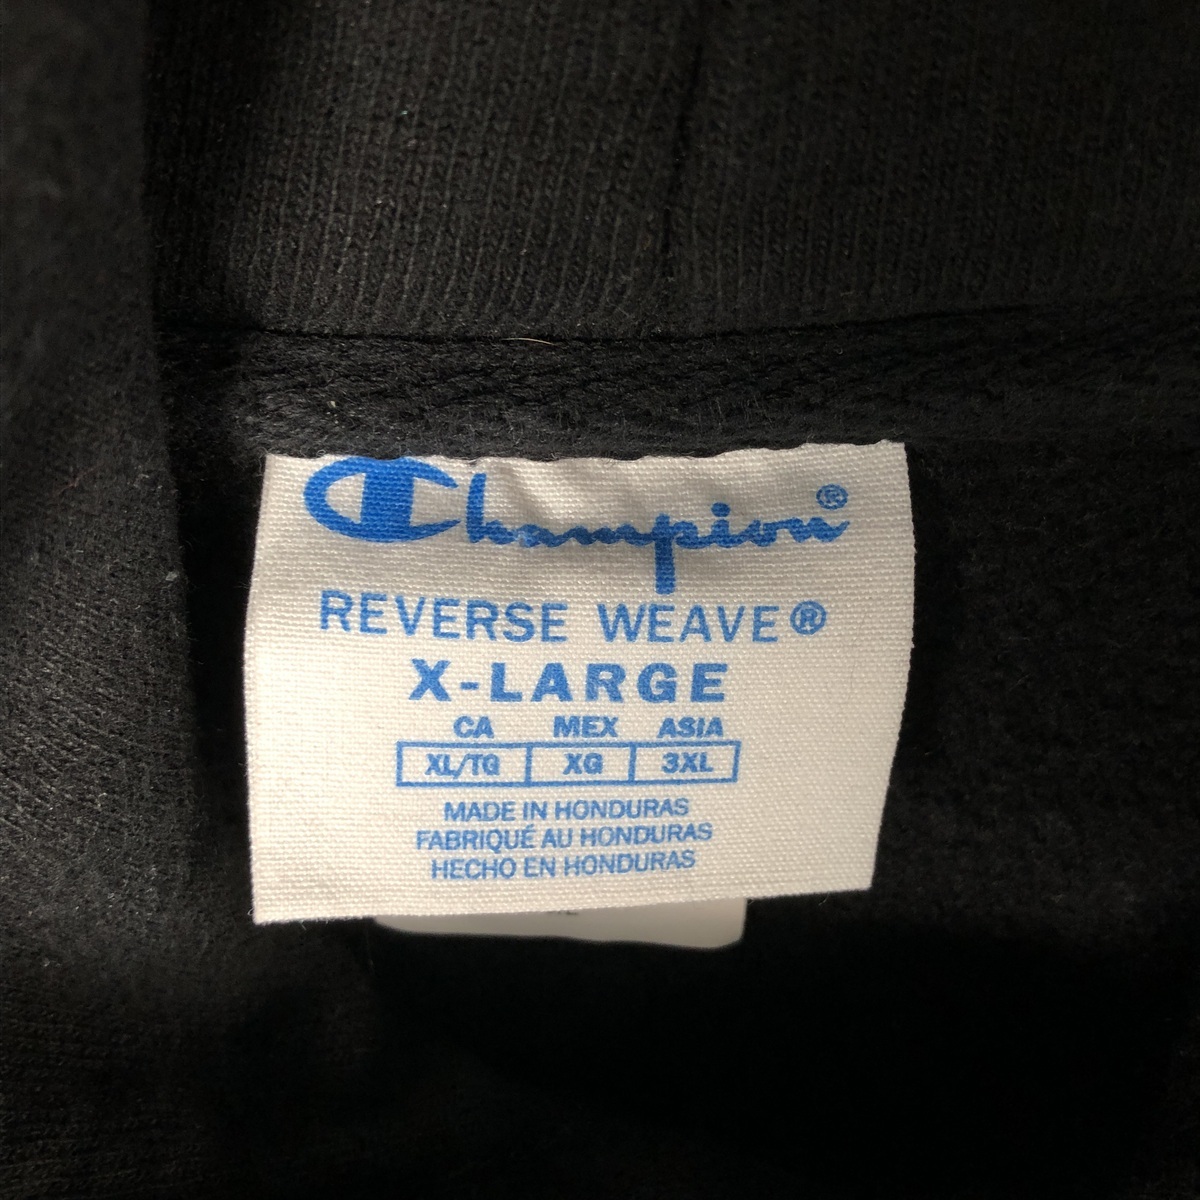 Champion®
REVERSE WEAVE®
X-LARGE
CA MEX ASIA
XL/TG XG 3XL
MADE IN HONDURAS
FABRIQUÉ AU HONDURAS
HECHO EN HONDURAS